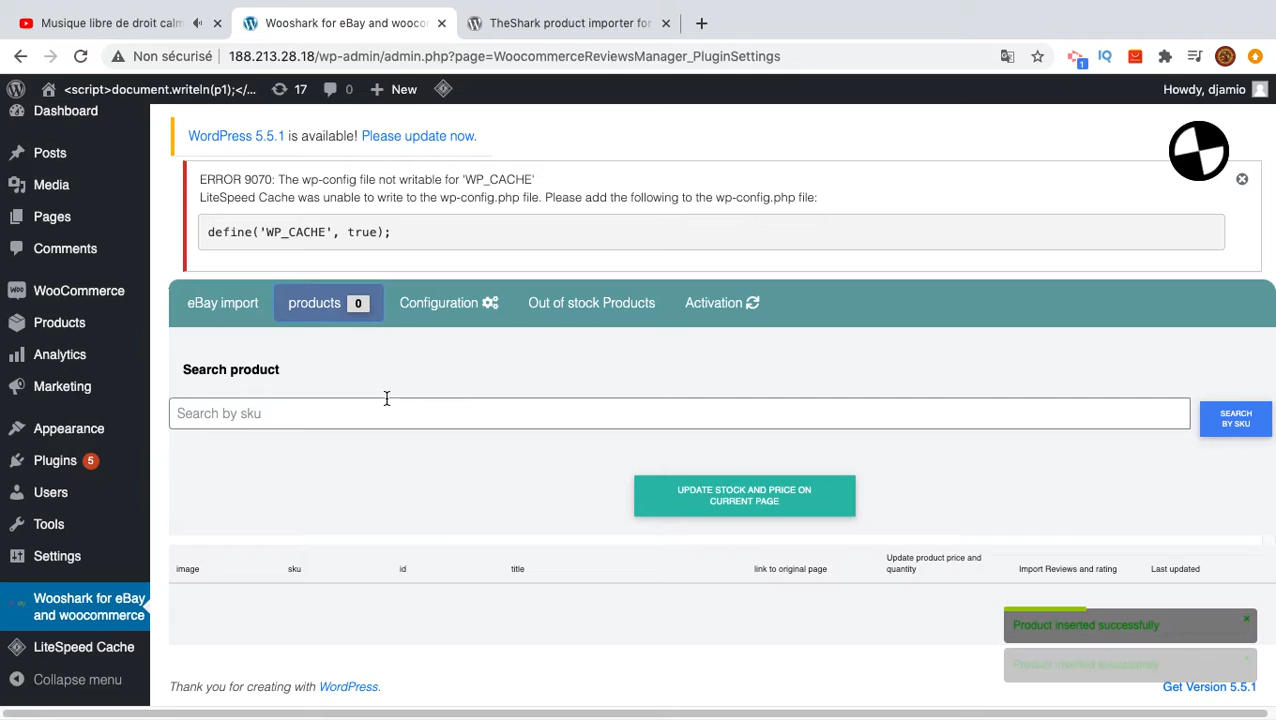 Musique libre de droit calm
Wooshark for eBay and woocom
TheShark product importer for
Non sécurisé
188.213.28.18/wp-admin/admin.php?page=WoocommerceReviewsManager_PluginSettings
1
IQ
<script>document.writeln(p1);</...
17
0
New
Howdy, djamio
Dashboard
Posts
Media
Pages
Comments
WooCommerce
Products
Analytics
Marketing
Appearance
Plugins 5
Users
Tools
Settings
Wooshark for eBay
and woocommerce
LiteSpeed Cache
Collapse menu
WordPress 5.5.1 is available! Please update now.
ERROR 9070: The wp-config file not writable for 'WP_CACHE'
LiteSpeed Cache was unable to write to the wp-config.php file. Please add the following to the wp-config.php file:
define('WP_CACHE', true);
eBay import
products 0
Configuration
Out of stock Products
Activation
Search product
Search by sku
SEARCH
BY SKU
UPDATE STOCK AND PRICE ON
CURRENT PAGE
image
sku
id
title
link to original page
Update product price and
quantity
Import Reviews and rating
Last updated
Product inserted successfully
Product inserted successfully
Thank you for creating with WordPress.
Get Version 5.5.1